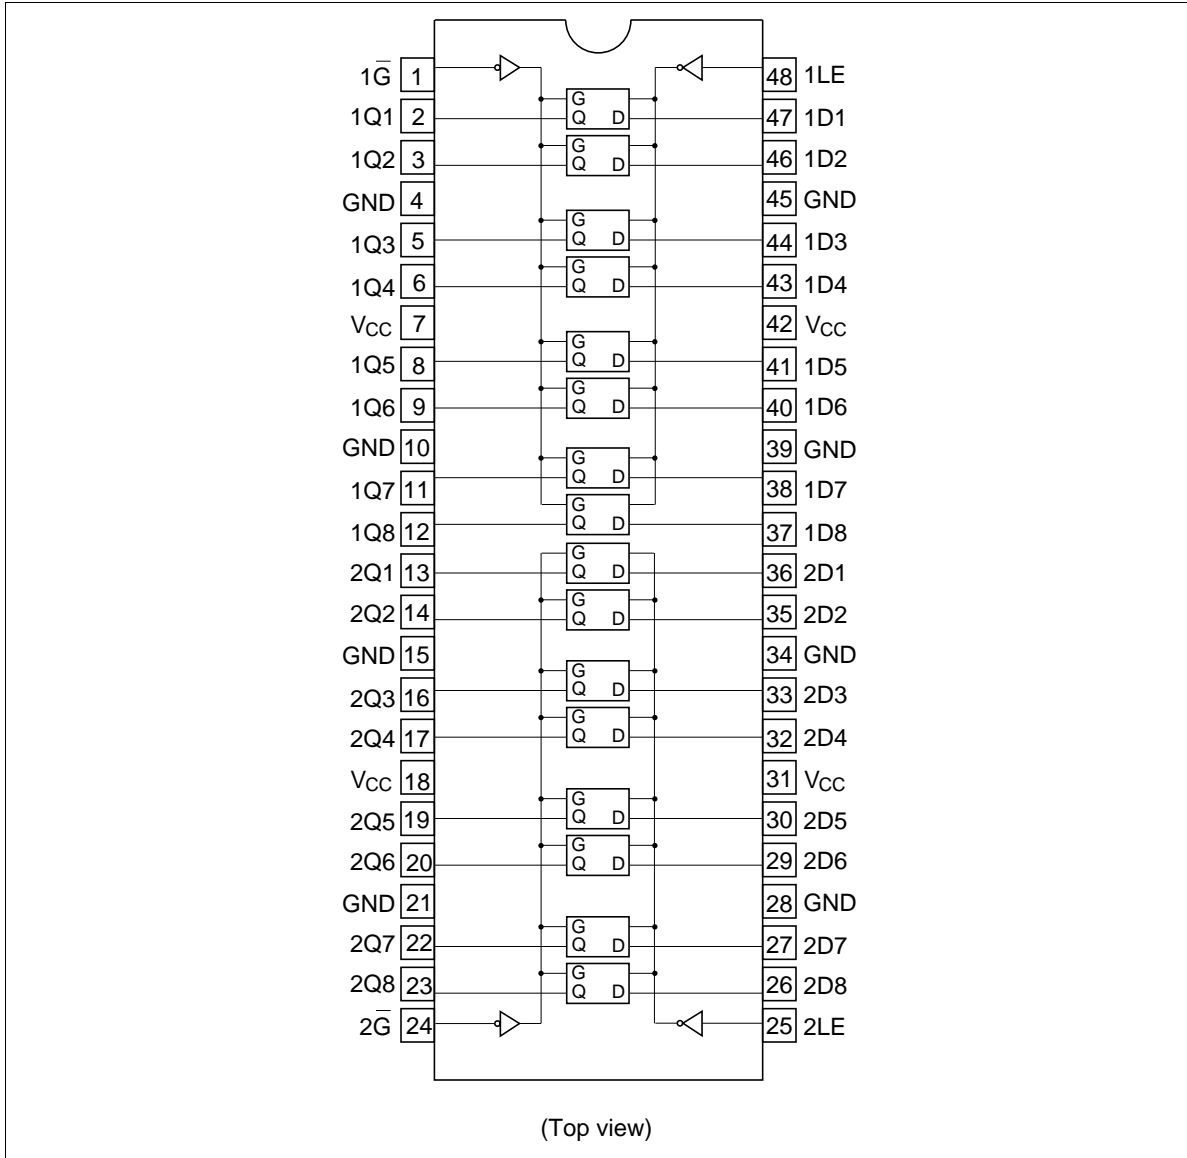 1G̅ 1 48 1LE
G
1Q1 2 Q D 47 1D1
G
1Q2 3 Q D 46 1D2
GND 4 45 GND
G
1Q3 5 Q D 44 1D3
G
1Q4 6 Q D 43 1D4
VCC 7 42 VCC
G
1Q5 8 Q D 41 1D5
G
1Q6 9 Q D 40 1D6
GND 10 39 GND
G
1Q7 11 Q D 38 1D7
G
1Q8 12 Q D 37 1D8
G
2Q1 13 Q D 36 2D1
G
2Q2 14 Q D 35 2D2
GND 15 34 GND
G
2Q3 16 Q D 33 2D3
G
2Q4 17 Q D 32 2D4
VCC 18 31 VCC
G
2Q5 19 Q D 30 2D5
G
2Q6 20 Q D 29 2D6
GND 21 28 GND
G
2Q7 22 Q D 27 2D7
G
2Q8 23 Q D 26 2D8
2G̅ 24 25 2LE
(Top view)